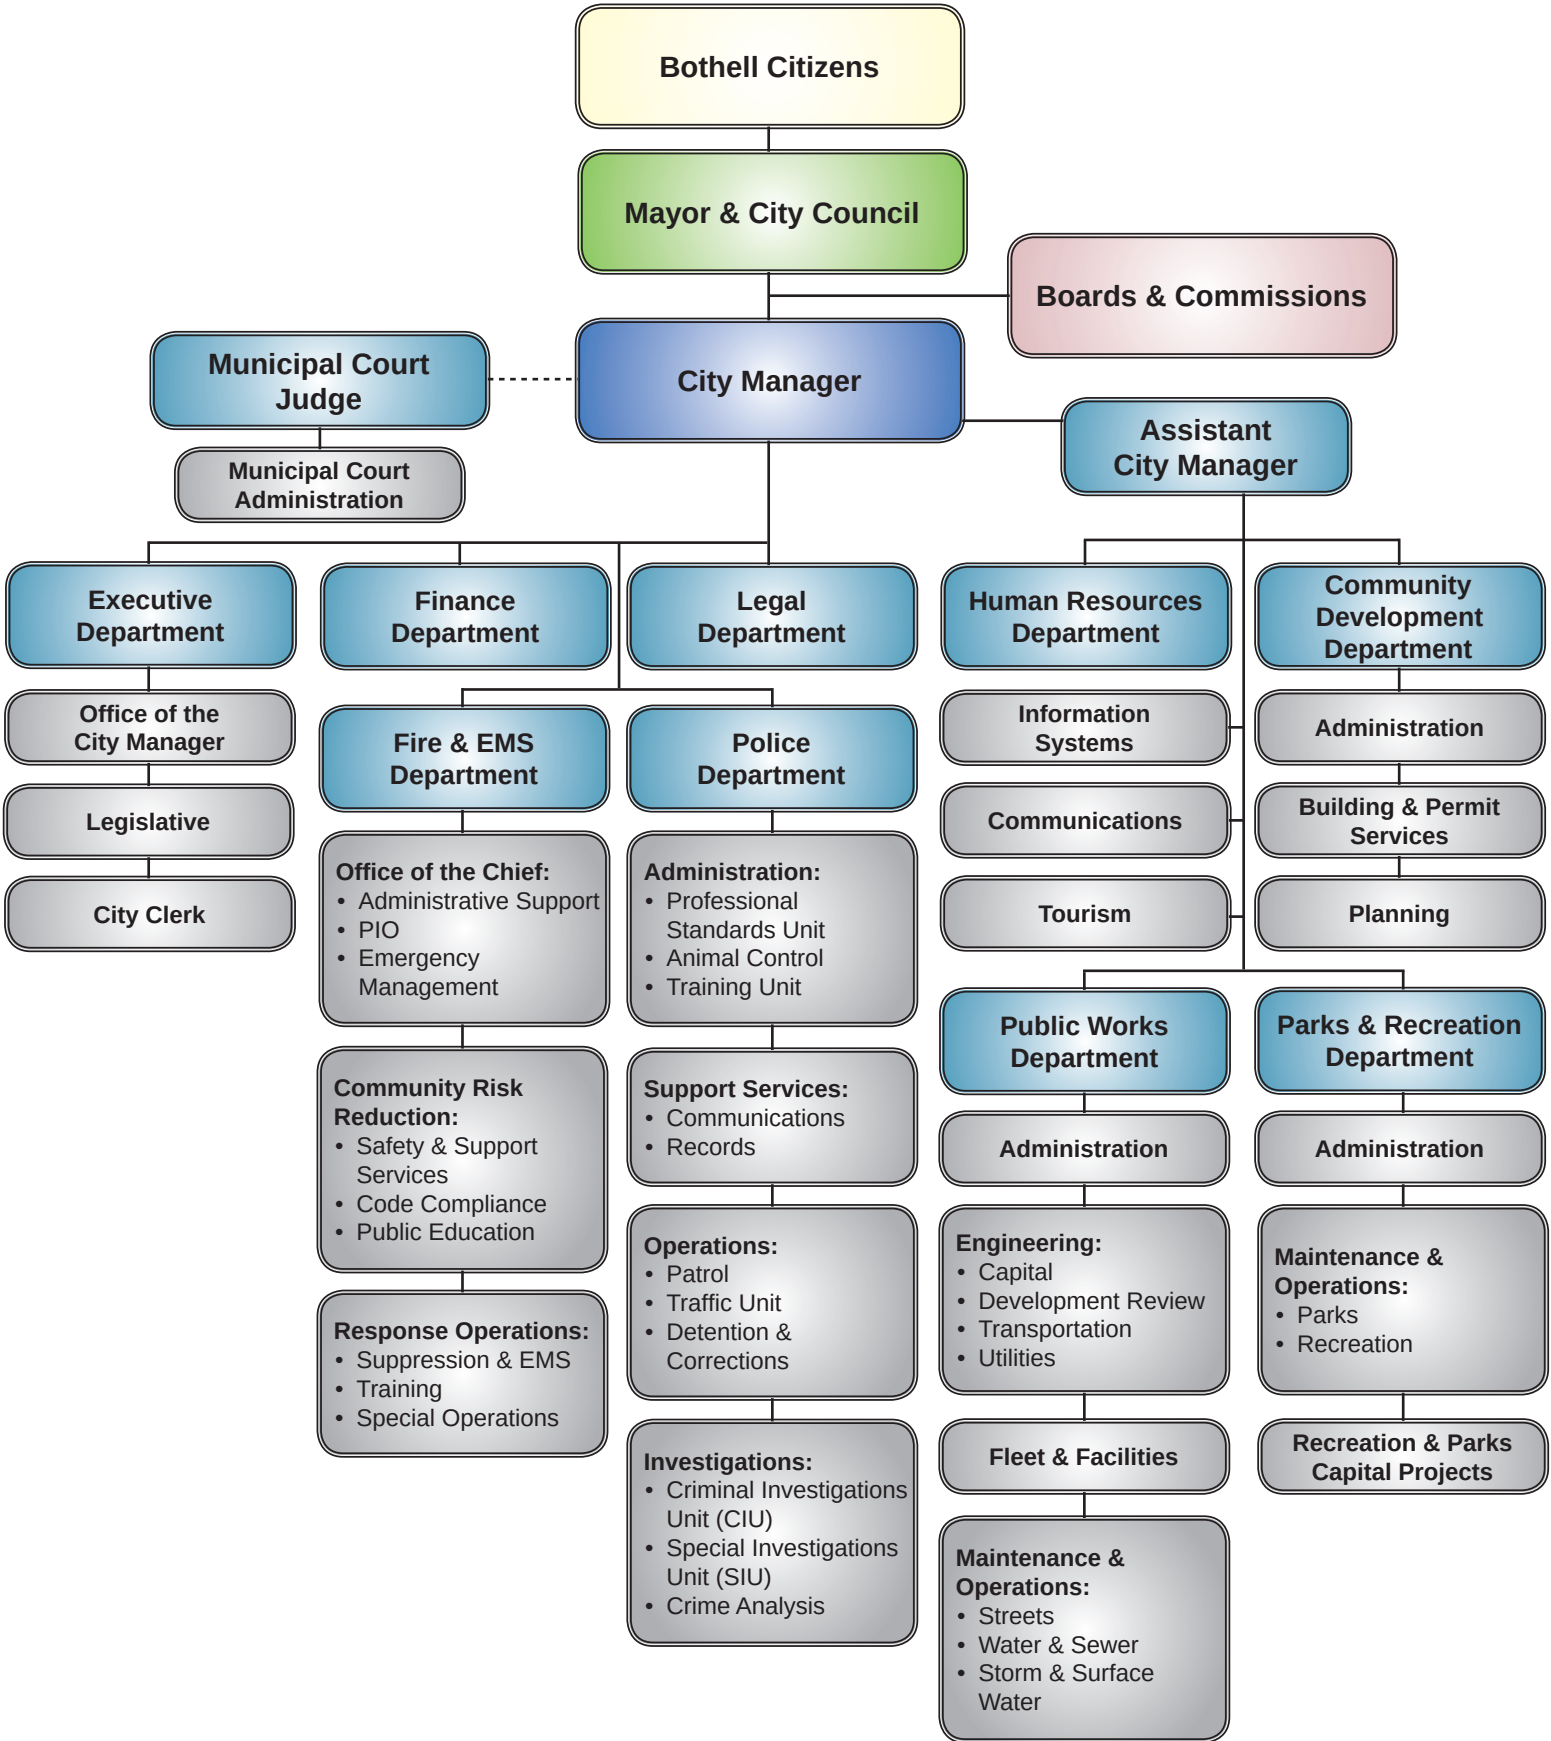 Bothell Citizens
Mayor & City Council
Boards & Commissions
City Manager
Municipal Court
Judge
Municipal Court
Administration
Assistant
City Manager
Executive
Department
Office of the
City Manager
Legislative
City Clerk
Finance
Department
Legal
Department
Fire & EMS
Department
Office of the Chief:
• Administrative Support
• PIO
• Emergency
Management
Community Risk
Reduction:
• Safety & Support
Services
• Code Compliance
• Public Education
Response Operations:
• Suppression & EMS
• Training
• Special Operations
Police
Department
Administration:
• Professional
Standards Unit
• Animal Control
• Training Unit
Support Services:
• Communications
• Records
Operations:
• Patrol
• Traffic Unit
• Detention &
Corrections
Investigations:
• Criminal Investigations
Unit (CIU)
• Special Investigations
Unit (SIU)
• Crime Analysis
Human Resources
Department
Information
Systems
Communications
Tourism
Community
Development
Department
Administration
Building & Permit
Services
Planning
Public Works
Department
Administration
Engineering:
• Capital
• Development Review
• Transportation
• Utilities
Fleet & Facilities
Maintenance &
Operations:
• Streets
• Water & Sewer
• Storm & Surface
Water
Parks & Recreation
Department
Administration
Maintenance &
Operations:
• Parks
• Recreation
Recreation & Parks
Capital Projects